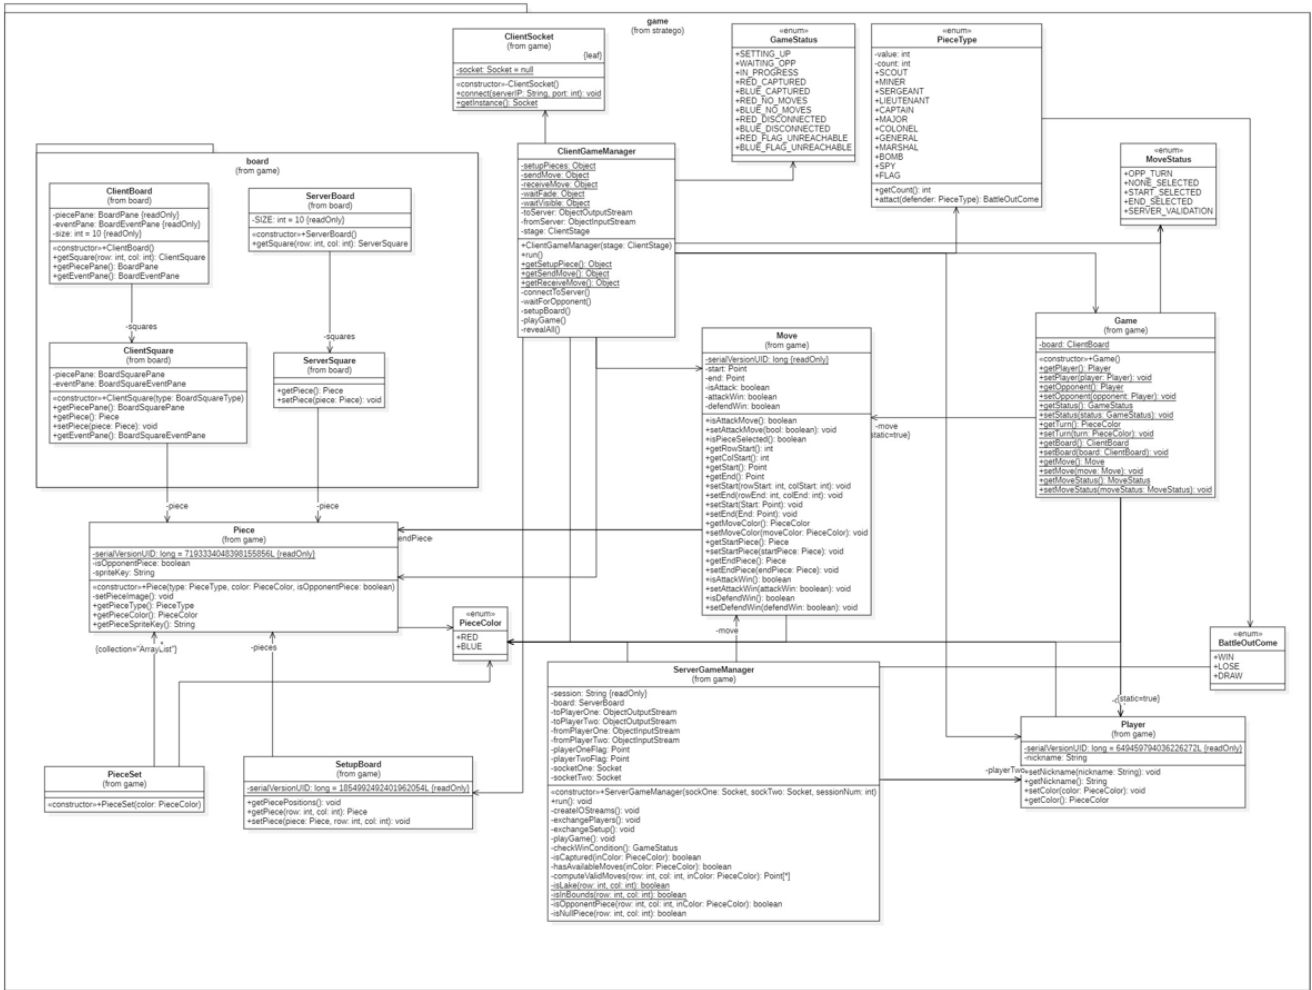 game
(from stratego)
ClientSocket
(from game)
{leaf}
-socket: Socket = null
«constructor»-ClientSocket()
+connect(serverIP: String, port: int): void
+getInstance(): Socket
«enum»
GameStatus
+SETTING_UP
+WAITING_OPP
+IN_PROGRESS
+RED_CAPTURED
+BLUE_CAPTURED
+RED_NO_MOVES
+BLUE_NO_MOVES
+RED_DISCONNECTED
+BLUE_DISCONNECTED
+RED_FLAG_UNREACHABLE
+BLUE_FLAG_UNREACHABLE
«enum»
PieceType
-value: int
-count: int
+SCOUT
+MINER
+SERGEANT
+LIEUTENANT
+CAPTAIN
+MAJOR
+COLONEL
+GENERAL
+MARSHAL
+BOMB
+SPY
+FLAG
+getCount(): int
+attact(defender: PieceType): BattleOutCome
«enum»
MoveStatus
+OPP_TURN
+NONE_SELECTED
+START_SELECTED
+END_SELECTED
+SERVER_VALIDATION
board
(from game)
ClientBoard
(from board)
-piecePane: BoardPane {readOnly}
-eventPane: BoardEventPane {readOnly}
-size: int = 10 {readOnly}
«constructor»+ClientBoard()
+getSquare(row: int, col: int): ClientSquare
+getPiecePane(): BoardPane
+getEventPane(): BoardEventPane
ServerBoard
(from board)
-SIZE: int = 10 {readOnly}
«constructor»+ServerBoard()
+getSquare(row: int, col: int): ServerSquare
-squares
-squares
ClientSquare
(from board)
-piecePane: BoardSquarePane
-eventPane: BoardSquareEventPane
«constructor»+ClientSquare(type: BoardSquareType)
+getPiecePane(): BoardSquarePane
+getPiece(): Piece
+setPiece(piece: Piece): void
+getEventPane(): BoardSquareEventPane
ServerSquare
(from board)
+getPiece(): Piece
+setPiece(piece: Piece): void
-piece
-piece
ClientGameManager
(from game)
-setupPieces: Object
-sendMove: Object
-receiveMove: Object
-waitFade: Object
-waitVisible: Object
-toServer: ObjectOutputStream
-fromServer: ObjectInputStream
-stage: ClientStage
+ClientGameManager(stage: ClientStage)
+run()
+getSetupPiece(): Object
+getSendMove(): Object
+getReceiveMove(): Object
-connectToServer()
-waitForOpponent()
-setupBoard()
-playGame()
-revealAll()
Move
(from game)
-serialVersionUID: long {readOnly}
-start: Point
-end: Point
-isAttack: boolean
-attackWin: boolean
-defendWin: boolean
+isAttackMove(): boolean
+setAttackMove(bool: boolean): void
+isPieceSelected(): boolean
+getRowStart(): int
+getColStart(): int
+getStart(): Point
+getEnd(): Point
+setStart(rowStart: int, colStart: int): void
+setEnd(rowEnd: int, colEnd: int): void
+setStart(Start: Point): void
+setEnd(End: Point): void
+getMoveColor(): PieceColor
+setMoveColor(moveColor: PieceColor): void
+getStartPiece(): Piece
+setStartPiece(startPiece: Piece): void
+getEndPiece(): Piece
+setEndPiece(endPiece: Piece): void
+isAttackWin(): boolean
+setAttackWin(attackWin: boolean): void
+isDefendWin(): boolean
+setDefendWin(defendWin: boolean): void
Game
(from game)
-board: ClientBoard
«constructor»+Game()
+getPlayer(): Player
+setPlayer(player: Player): void
+getOpponent(): Player
+setOpponent(opponent: Player): void
+getStatus(): GameStatus
+setStatus(status: GameStatus): void
+getTurn(): PieceColor
+setTurn(turn: PieceColor): void
+getBoard(): ClientBoard
+setBoard(board: ClientBoard): void
+getMove(): Move
+setMove(move: Move): void
+getMoveStatus(): MoveStatus
+setMoveStatus(moveStatus: MoveStatus): void
-move
static=true}
endPiece
Piece
(from game)
-serialVersionUID: long = 7193334048398155856L {readOnly}
-isOpponentPiece: boolean
-spriteKey: String
«constructor»+Piece(type: PieceType, color: PieceColor, isOpponentPiece: boolean)
-setPieceImage(): void
+getPieceType(): PieceType
+getPieceColor(): PieceColor
+getPieceSpriteKey(): String
{collection="ArrayList"}
-pieces
«enum»
PieceColor
+RED
+BLUE
-move
«enum»
BattleOutCome
+WIN
+LOSE
+DRAW
{static=true}
ServerGameManager
(from game)
-session: String {readOnly}
-board: ServerBoard
-toPlayerOne: ObjectOutputStream
-toPlayerTwo: ObjectOutputStream
-fromPlayerOne: ObjectInputStream
-fromPlayerTwo: ObjectInputStream
-playerOneFlag: Point
-playerTwoFlag: Point
-socketOne: Socket
-socketTwo: Socket
«constructor»+ServerGameManager(sockOne: Socket, sockTwo: Socket, sessionNum: int)
+run(): void
-createIOStreams(): void
-exchangePlayers(): void
-exchangeSetup(): void
-playGame(): void
-checkWinCondition(): GameStatus
-isCaptured(inColor: PieceColor): boolean
-hasAvailableMoves(inColor: PieceColor): boolean
-computeValidMoves(row: int, col: int, inColor: PieceColor): Point[*]
-isLake(row: int, col: int): boolean
-isInBounds(row: int, col: int): boolean
-isOpponentPiece(row: int, col: int, inColor: PieceColor): boolean
-isNullPiece(row: int, col: int): boolean
-playerTwo
Player
(from game)
-serialVersionUID: long = 649459794036226272L {readOnly}
-nickname: String
+setNickname(nickname: String): void
+getNickname(): String
+setColor(color: PieceColor): void
+getColor(): PieceColor
PieceSet
(from game)
«constructor»+PieceSet(color: PieceColor)
SetupBoard
(from game)
-serialVersionUID: long = 1854992492401962054L {readOnly}
+getPiecePositions(): void
+getPiece(row: int, col: int): Piece
+setPiece(piece: Piece, row: int, col: int): void